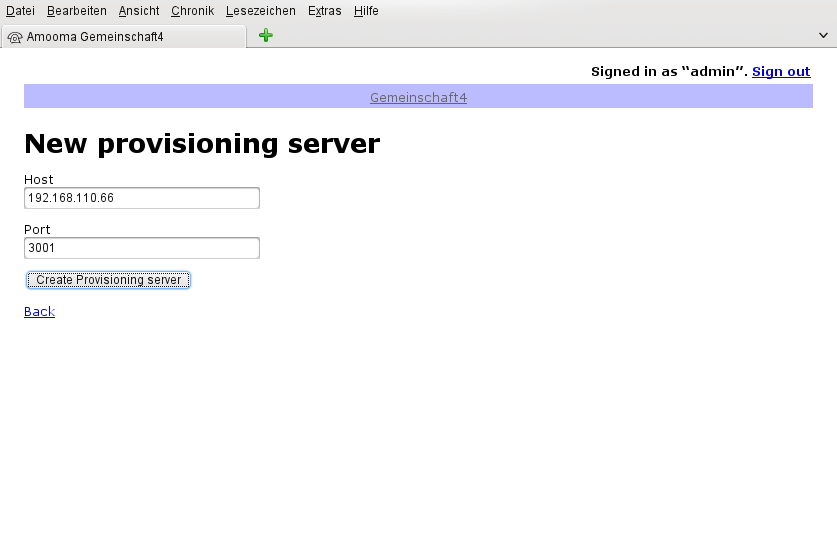 Datei Bearbeiten Ansicht Chronik Lesezeichen Extras Hilfe
Amooma Gemeinschaft4
Signed in as “admin”. Sign out
Gemeinschaft4
New provisioning server
Host
192.168.110.66
Port
3001
Create Provisioning server
Back